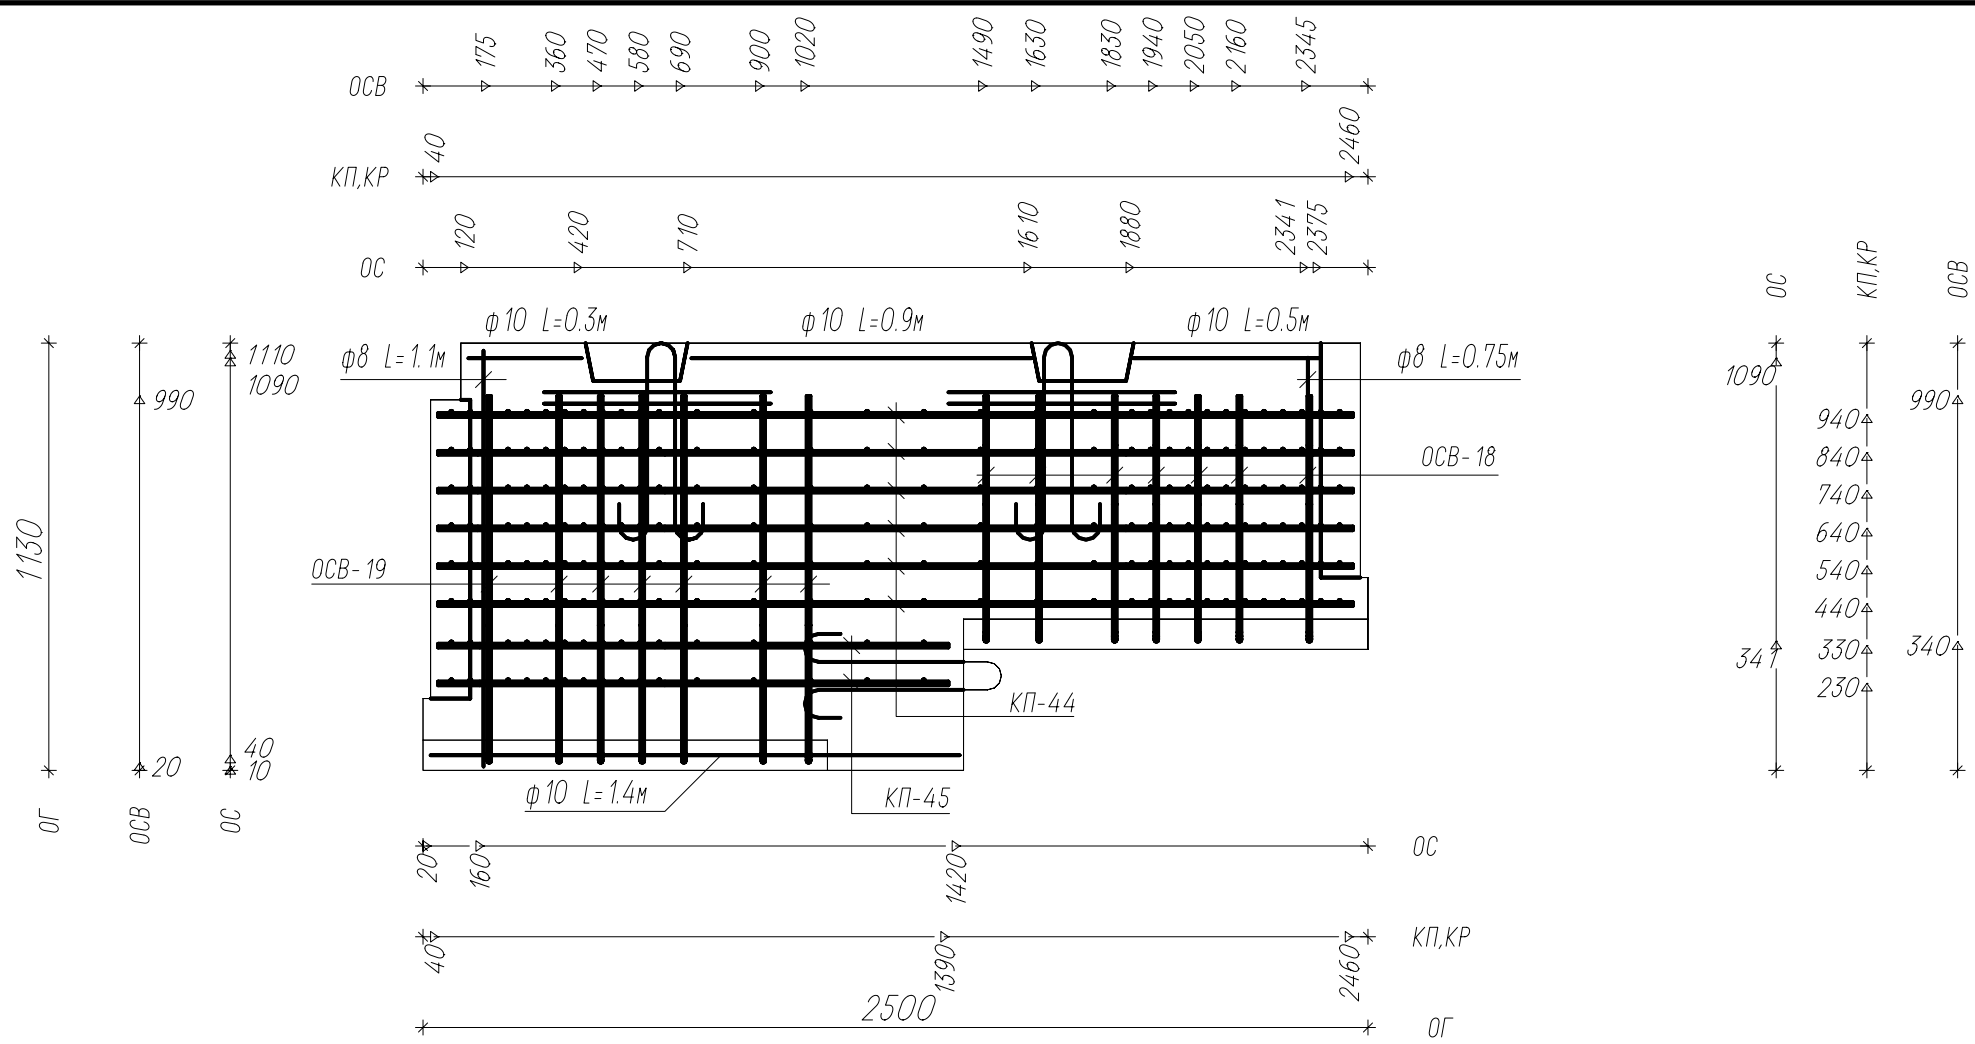 175 360 470 580 690 900 1020 1490 1630 1830 1940 2050 2160 2345
ОСВ
40 2460
КП,КР
120 420 710 1610 1880 2341 2375
ОС
ОС КП,КР ОСВ
ф10 L=0.3м ф10 L=0.9м ф10 L=0.5м
ф8 L=1.1м ф8 L=0.75м
1110
1090
990
1090
990
940
840
740
640
540
440
341 330 340
230
ОСВ-18
1130
ОСВ-19
КП-44
40
20 10
ф10 L=1.4м КП-45
ОГ ОСВ ОС
20 160 1420 ОС
40 1390 2460 КП,КР
2500
ОГ